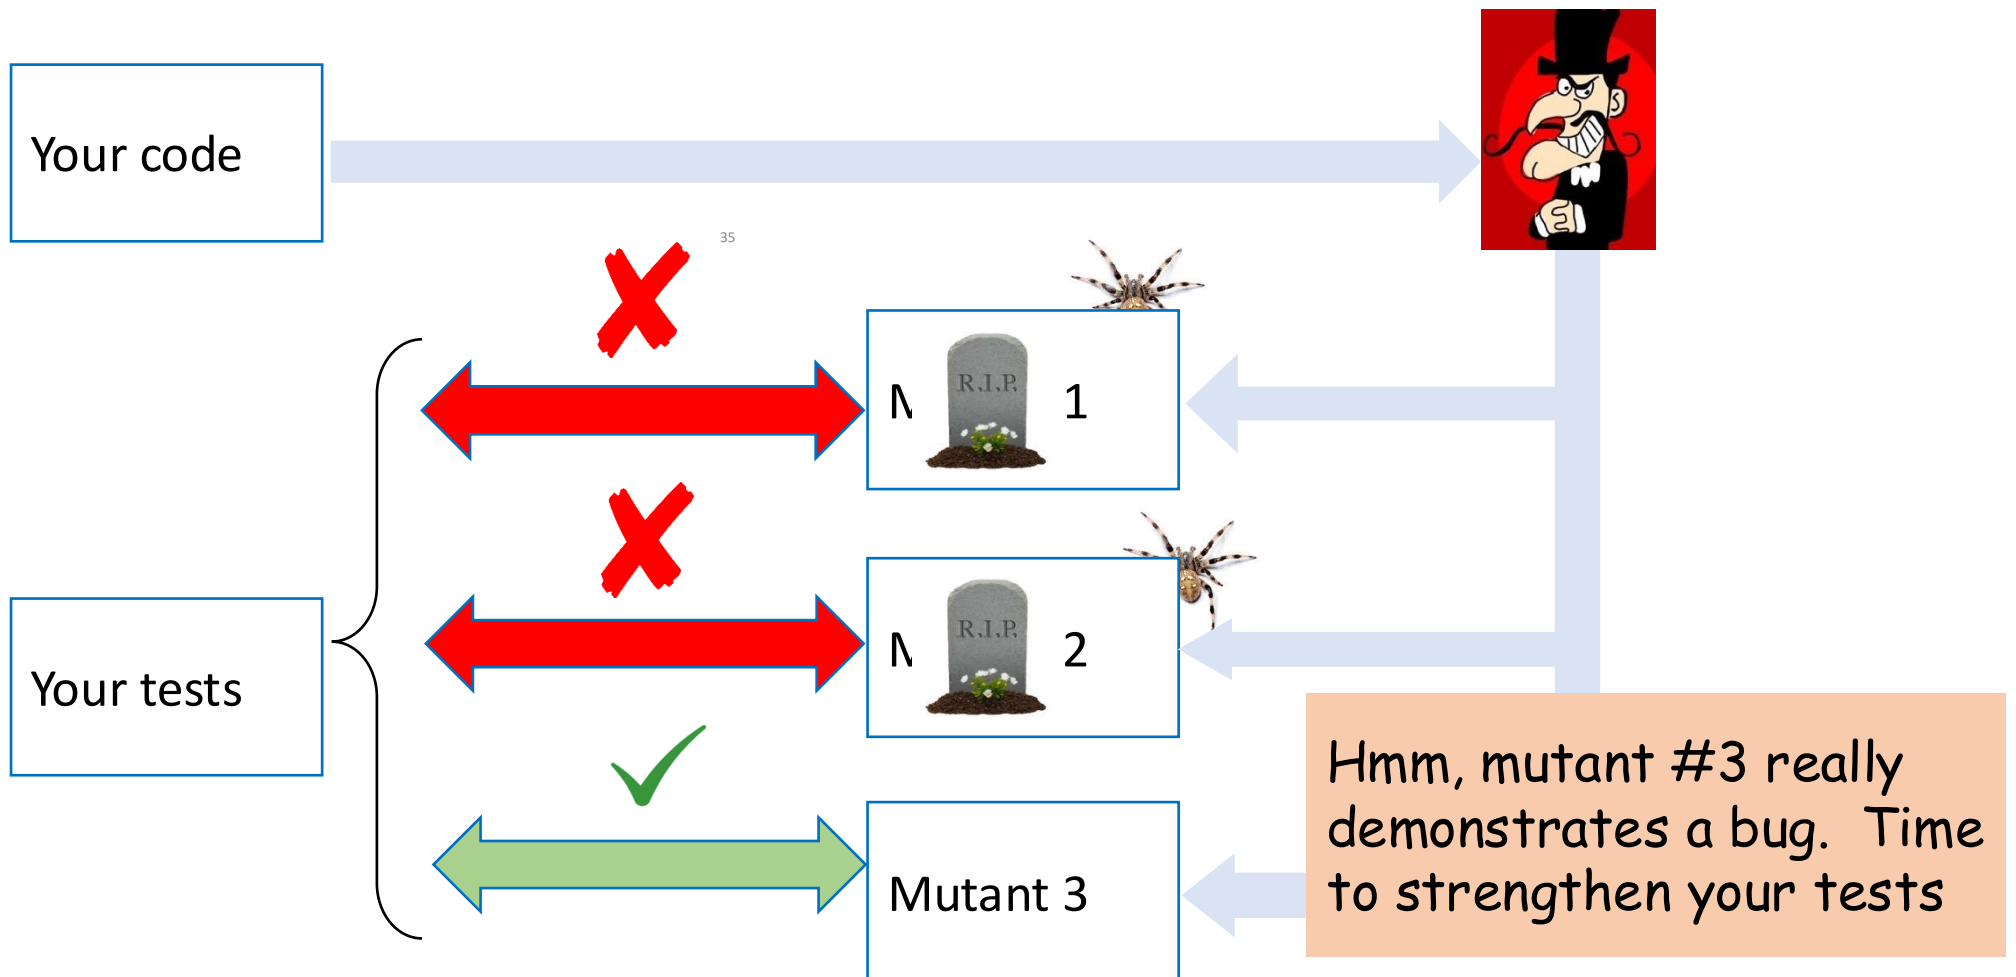 Your code
35
R.I.P.
1
R.I.P.
2
Your tests
Mutant 3
Hmm, mutant #3 really
demonstrates a bug. Time
to strengthen your tests